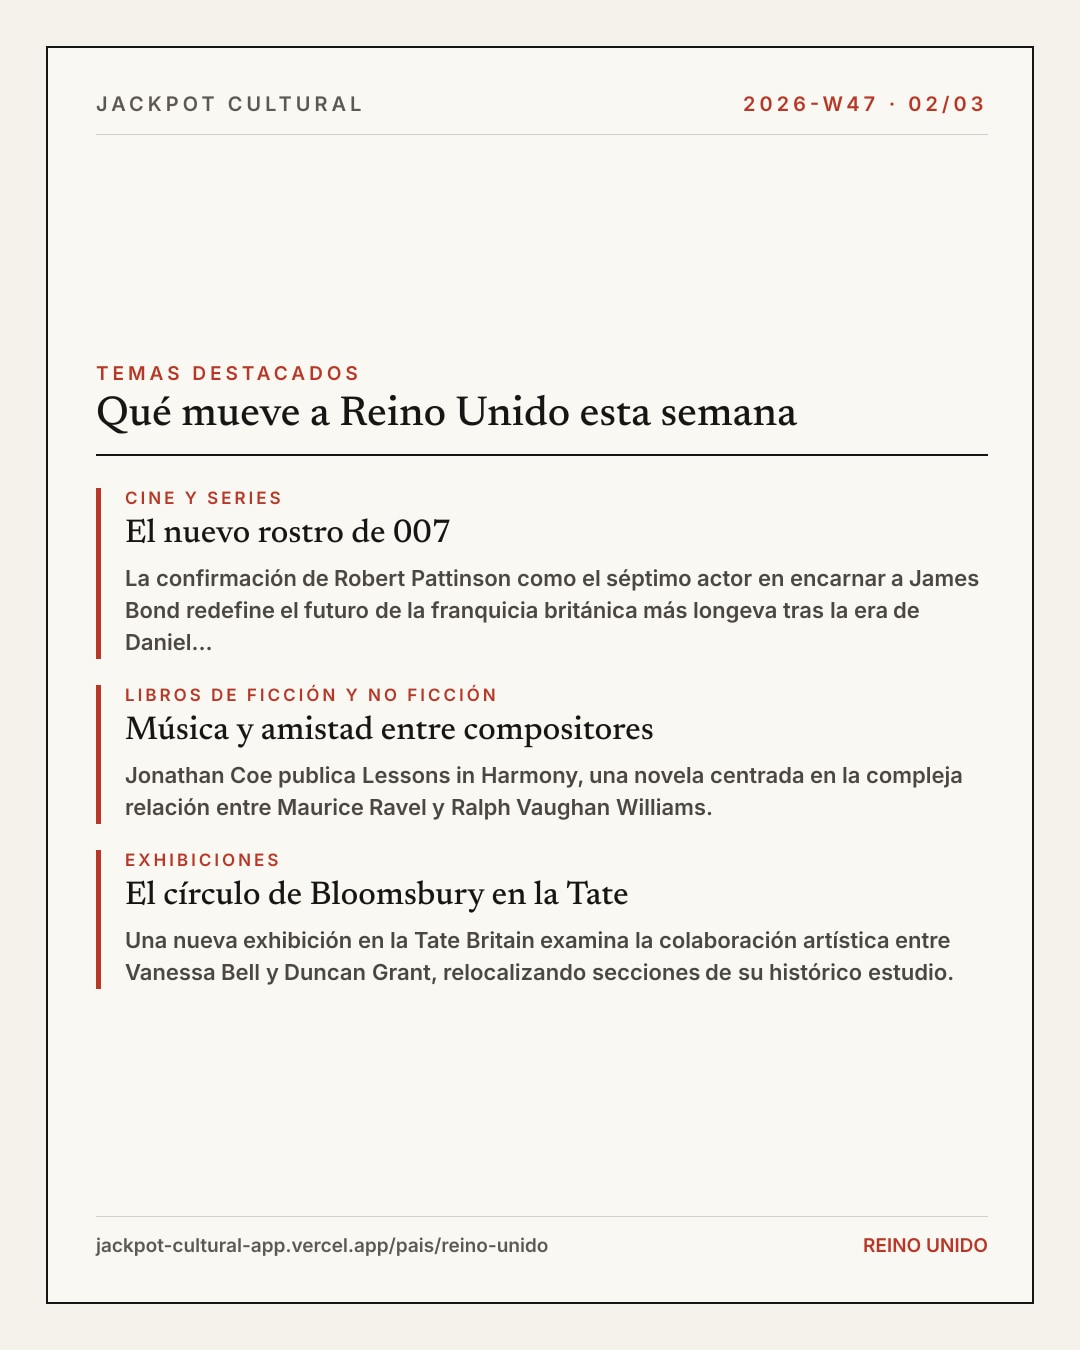 JACKPOT CULTURAL
2026-W47 · 02/03
TEMAS DESTACADOS
Qué mueve a Reino Unido esta semana
CINE Y SERIES
El nuevo rostro de 007
La confirmación de Robert Pattinson como el séptimo actor en encarnar a James
Bond redefine el futuro de la franquicia británica más longeva tras la era de
Daniel…
LIBROS DE FICCIÓN Y NO FICCIÓN
Música y amistad entre compositores
Jonathan Coe publica Lessons in Harmony, una novela centrada en la compleja
relación entre Maurice Ravel y Ralph Vaughan Williams.
EXHIBICIONES
El círculo de Bloomsbury en la Tate
Una nueva exhibición en la Tate Britain examina la colaboración artística entre
Vanessa Bell y Duncan Grant, relocalizando secciones de su histórico estudio.
jackpot-cultural-app.vercel.app/pais/reino-unido
REINO UNIDO